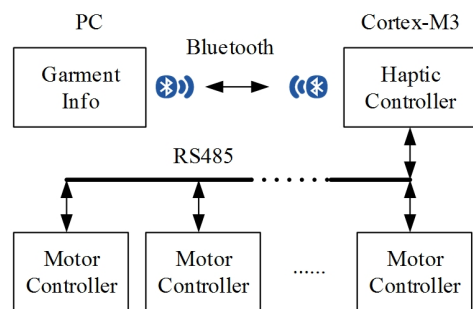 PC
Cortex-M3
Bluetooth
Garment
Info
Haptic
Controller
RS485
Motor
Controller
Motor
Controller
......
Motor
Controller